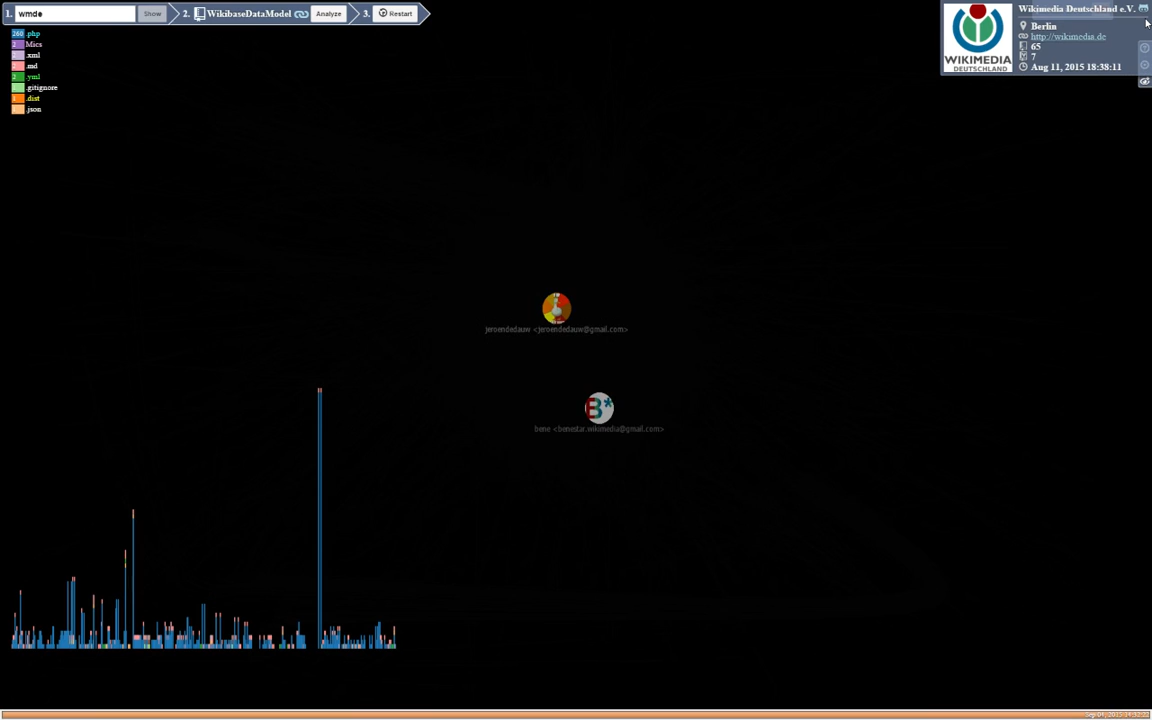 1. wmde Show 2. WikibaseDataModel Analyze 3. Restart
260 .php
Mics
.xml
.md
.yml
.gitignore
.dist
.json
WIKIMEDIA
DEUTSCHLAND
Wikimedia Deutschland e.V.
Berlin
http://wikimedia.de
65
7
Aug 11, 2015 18:38:11
jeroendedauw <jeroendedauw@gmail.com>
B*
bene <benestar.wikimedia@gmail.com>